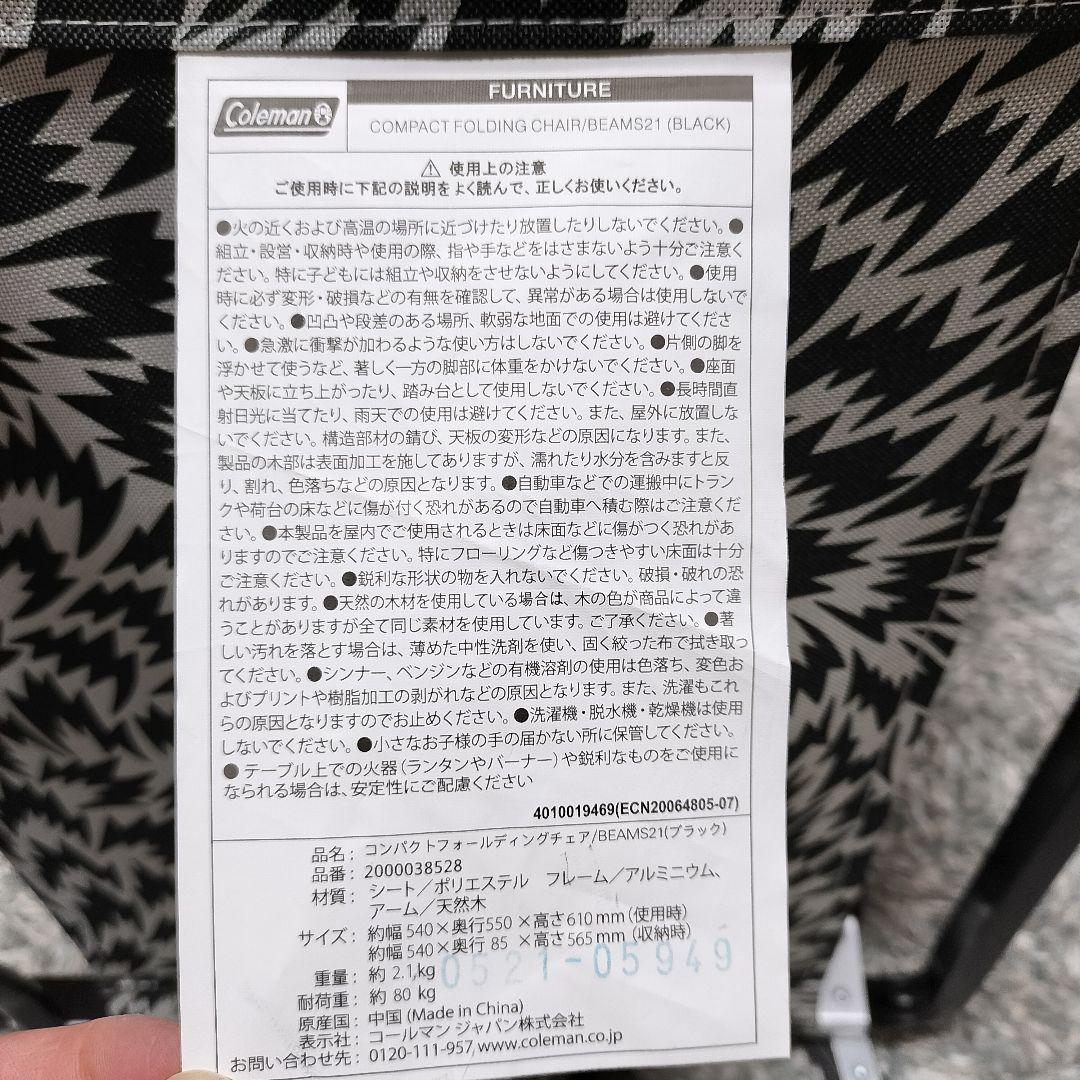 FURNITURE
Coleman
COMPACT FOLDING CHAIR/BEAMS21 (BLACK)
⚠ 使用上の注意
ご使用時に下記の説明をよく読んで、正しくお使いください。
●火の近くおよび高温の場所に近づけたり放置したりしないでください。●
組立・設営・収納時や使用の際、指や手などをはさまないよう十分ご注意く
ださい。特に子どもには組立や収納をさせないようにしてください。●使用
時に必ず変形・破損などの有無を確認して、異常がある場合は使用しないで
ください。●凹凸や段差のある場所、軟弱な地面での使用は避けてくださ
い。●急激に衝撃が加わるような使い方はしないでください。●片側の脚を
浮かせて使うなど、著しく一方の脚部に体重をかけないでください。●座面
や天板に立ち上がったり、踏み台として使用しないでください。●長時間直
射日光に当てたり、雨天での使用は避けてください。また、屋外に放置しな
いでください。構造部材の錆び、天板の変形などの原因になります。また、
製品の木部は表面加工を施してありますが、濡れたり水分を含みますと反
り、割れ、色落ちなどの原因となります。●自動車などでの運搬中にトラン
クや荷台の床などに傷が付く恐れがあるので自動車へ積む際はご注意くだ
さい。●本製品を屋内でご使用されるときは床面などに傷がつく恐れがあ
りますのでご注意ください。特にフローリングなど傷つきやすい床面は十分
ご注意ください。●鋭利な形状の物を入れないでください。破損・破れの恐
れがあります。●天然の木材を使用している場合は、木の色が商品によって違
うことがありますが全て同じ素材を使用しています。ご了承ください。●著
しい汚れを落とす場合は、薄めた中性洗剤を使い、固く絞った布で拭き取っ
てください。●シンナー、ベンジンなどの有機溶剤の使用は色落ち、変色お
よびプリントや樹脂加工の剥がれなどの原因となります。また、洗濯もこれ
らの原因となりますのでお止めください。●洗濯機・脱水機・乾燥機は使用
しないでください。●小さなお子様の手の届かない所に保管してください。
●テーブル上での火器(ランタンやバーナー)や鋭利なものをご使用に
なられる場合は、安定性にご配慮ください
4010019469(ECN20064805-07)
品名： コンパクトフォールディングチェア/BEAMS21(ブラック)
品番： 2000038528
材質： シート／ポリエステル フレーム／アルミニウム、
アーム／天然木
サイズ： 約幅 540×奥行550×高さ610mm(使用時)
約幅 540×奥行 85 ×高さ565mm(収納時)
重量： 約 2.1kg
0521-05949
耐荷重： 約 80 kg
原産国： 中国 (Made in China)
表示社： コールマン ジャパン株式会社
お問い合わせ先： 0120-111-957 www.coleman.co.jp